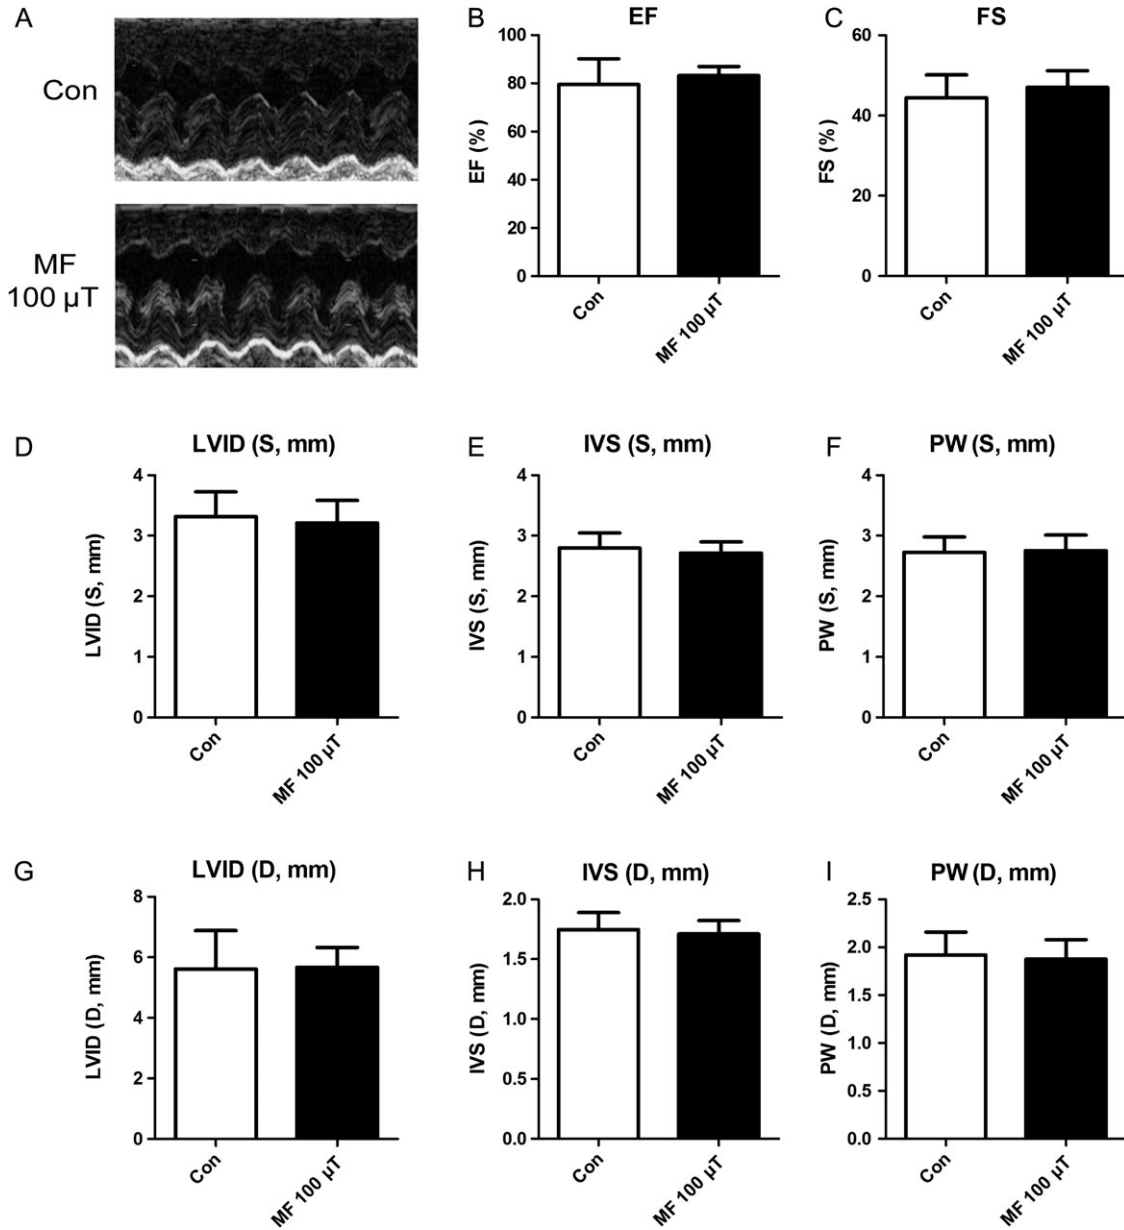 A
Con
MF
100 µT
B
EF
EF (%)
100
80
60
40
20
0
Con
MF 100 µT
C
FS
FS (%)
60
40
20
0
Con
MF 100 µT
D
LVID (S, mm)
LVID (S, mm)
4
3
2
1
0
Con
MF 100 µT
E
IVS (S, mm)
IVS (S, mm)
4
3
2
1
0
Con
MF 100 µT
F
PW (S, mm)
PW (S, mm)
4
3
2
1
0
Con
MF 100 µT
G
LVID (D, mm)
LVID (D, mm)
8
6
4
2
0
Con
MF 100 µT
H
IVS (D, mm)
IVS (D, mm)
2.0
1.5
1.0
0.5
0.0
Con
MF 100 µT
I
PW (D, mm)
PW (D, mm)
2.5
2.0
1.5
1.0
0.5
0.0
Con
MF 100 µT